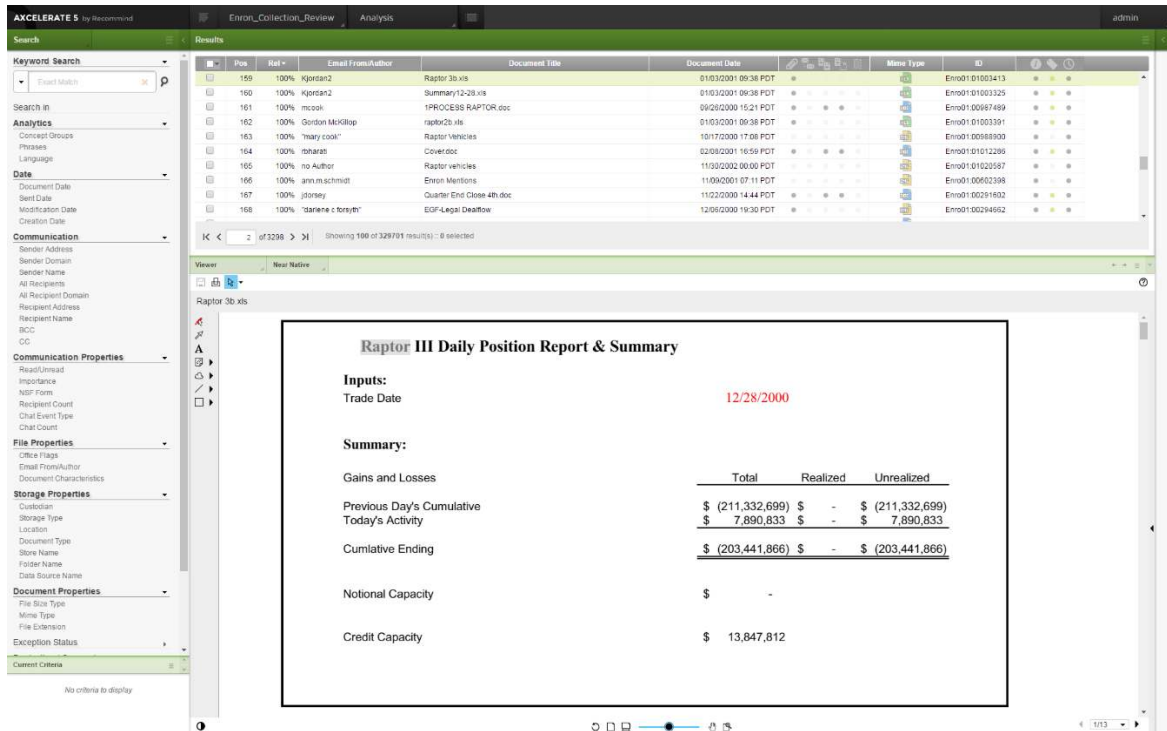 AXCELERATE 5 by Recommind Enron_Collection_Review Analysis admin
Search Results
Keyword Search
Exact Match
Search in
Analytics
Concept Groups
Phrases
Language
Date
Document Date
Sent Date
Modification Date
Creation Date
Communication
Sender Address
Sender Domain
Sender Name
All Recipients
All Recipient Domain
Recipient Address
Recipient Name
BCC
CC
Communication Properties
Read/Unread
Importance
NSF Form
Recipient Count
Chat Event Type
Chat Count
File Properties
Office Flags
Email From/Author
Document Characteristics
Storage Properties
Custodian
Storage Type
Location
Document Type
Store Name
Folder Name
Data Source Name
Document Properties
File Size Type
Mime Type
File Extension
Exception Status
Current Criteria
No criteria to display
Pos Rel Email From/Author Document Title Document Date Mime Type ID
159 100% Kjordan2 Raptor 3b.xls 01/03/2001 09:38 PDT Enro01:01003413
160 100% Kjordan2 Summary12-28.xls 01/03/2001 09:38 PDT Enro01:01003325
161 100% mcook 1PROCESS RAPTOR.doc 09/26/2000 15:21 PDT Enro01:00987489
162 100% Gordon McKillop raptor2b.xls 01/03/2001 09:38 PDT Enro01:01003391
163 100% "mary cook" Raptor Vehicles 10/17/2000 17:08 PDT Enro01:00988900
164 100% rbharati Cover.doc 02/08/2001 16:59 PDT Enro01:01012286
165 100% no Author Raptor vehicles 11/30/2002 00:00 PDT Enro01:01020587
166 100% ann.m.schmidt Enron Mentions 11/09/2001 07:11 PDT Enro01:00602398
167 100% jdorsey Quarter End Close 4th.doc 11/22/2000 14:44 PDT Enro01:00291602
168 100% "darlene c forsyth" EGF-Legal Dealflow 12/06/2000 19:30 PDT Enro01:00294662
2 of 3298 Showing 100 of 329701 result(s) :: 0 selected
Viewer Near Native
Raptor 3b.xls
A
Raptor III Daily Position Report & Summary
Inputs:
Trade Date 12/28/2000
Summary:
Gains and Losses Total Realized Unrealized
Previous Day's Cumulative $ (211,332,699) $ - $ (211,332,699)
Today's Activity $ 7,890,833 $ - $ 7,890,833
Cumlative Ending $ (203,441,866) $ - $ (203,441,866)
Notional Capacity $ -
Credit Capacity $ 13,847,812
1/13